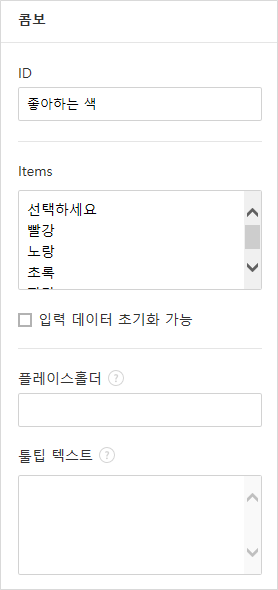 콤보
ID
좋아하는 색
Items
선택하세요
빨강
노랑
초록
입력 데이터 초기화 가능
플레이스홀더 ?
툴팁 텍스트 ?